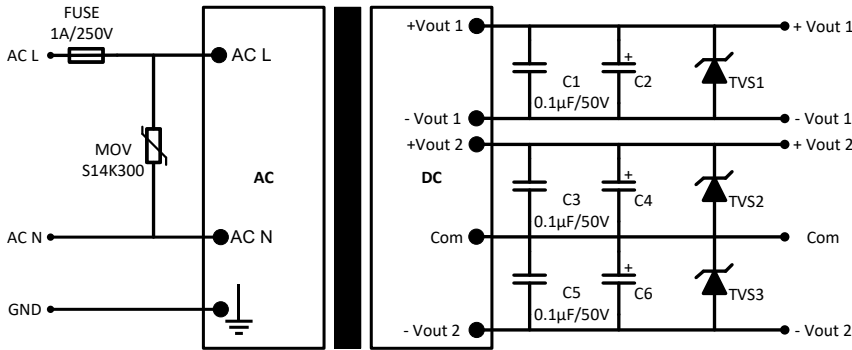 FUSE
1A/250V
AC L
AC L
MOV
S14K300
AC
AC N
AC N
GND
+Vout 1
+ Vout 1
C1
C2
TVS1
0.1µF/50V
- Vout 1
- Vout 1
+Vout 2
+ Vout 2
DC
C3
C4
TVS2
0.1µF/50V
Com
Com
C5
C6
TVS3
0.1µF/50V
- Vout 2
- Vout 2
+
+
+